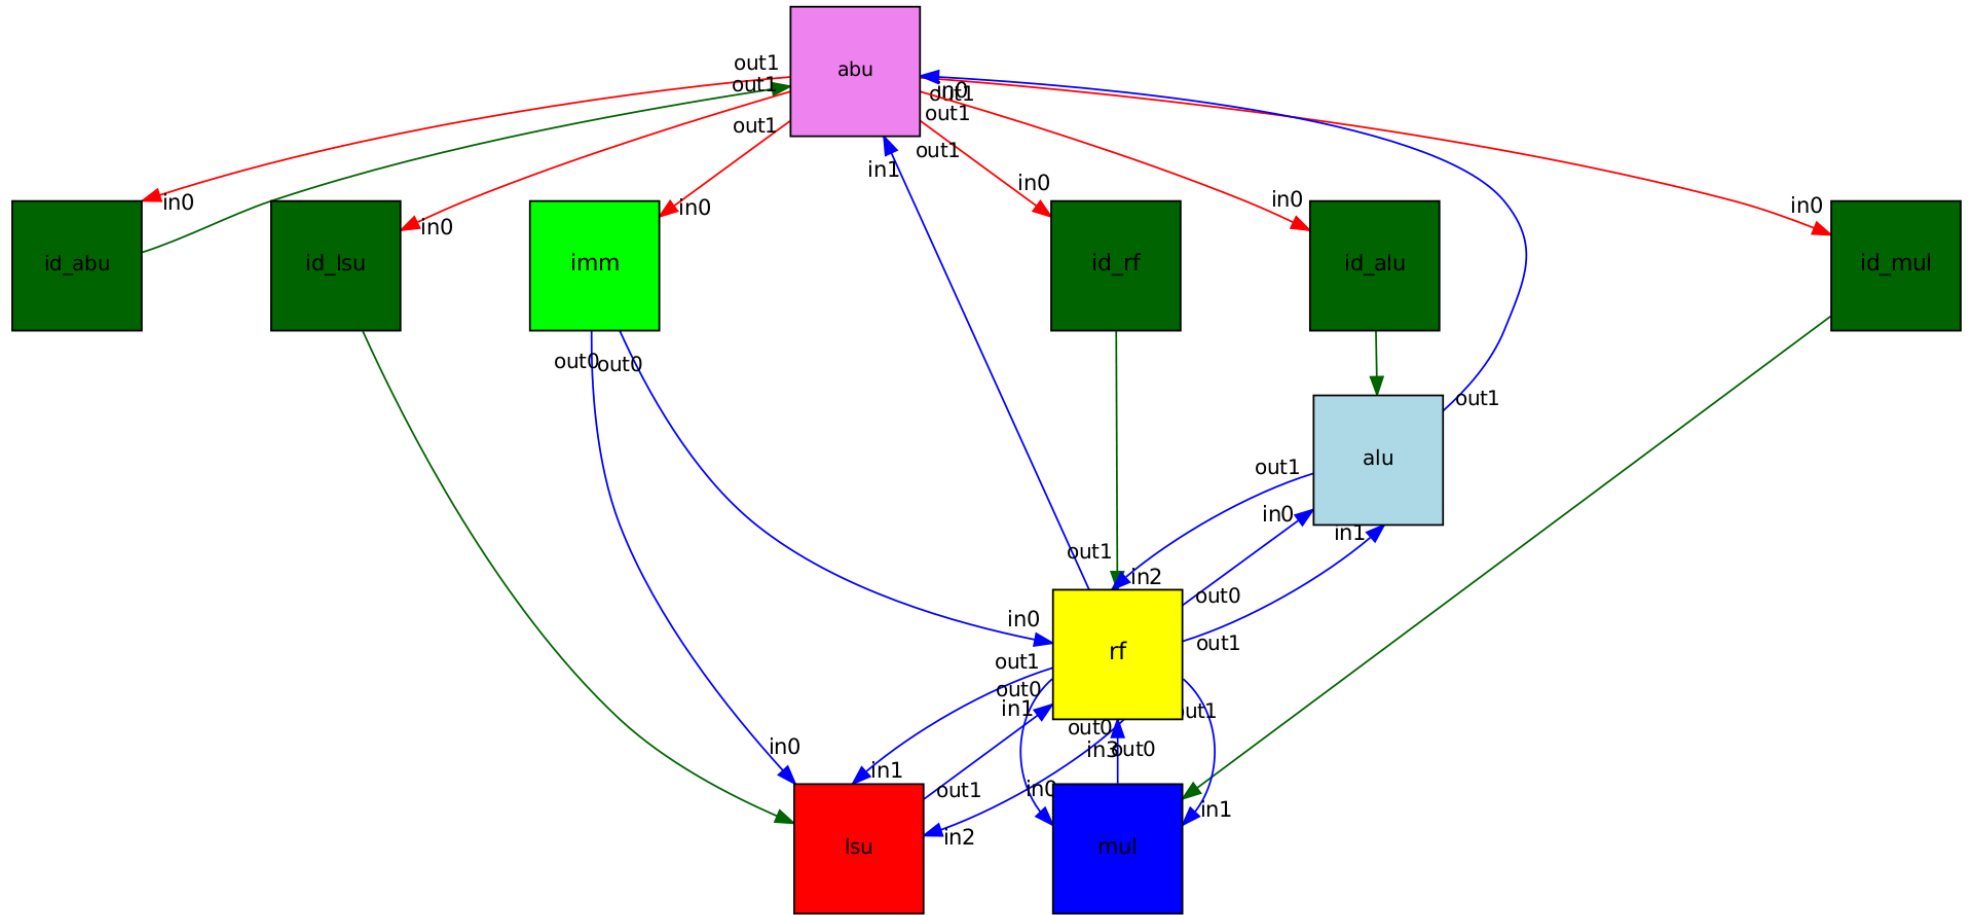 abu
out1
out1
out1
in0
out1
out1
out1
in1
in0
in0
in0
in0
in0
in0
id_abu
id_lsu
imm
id_rf
id_alu
id_mul
out0
out0
out1
alu
out1
in0
in1
out1
in2
out0
in0
out1
rf
out1
out0
in1
out1
out0
in3
out0
in0
in1
out1
in0
in1
in2
lsu
mul